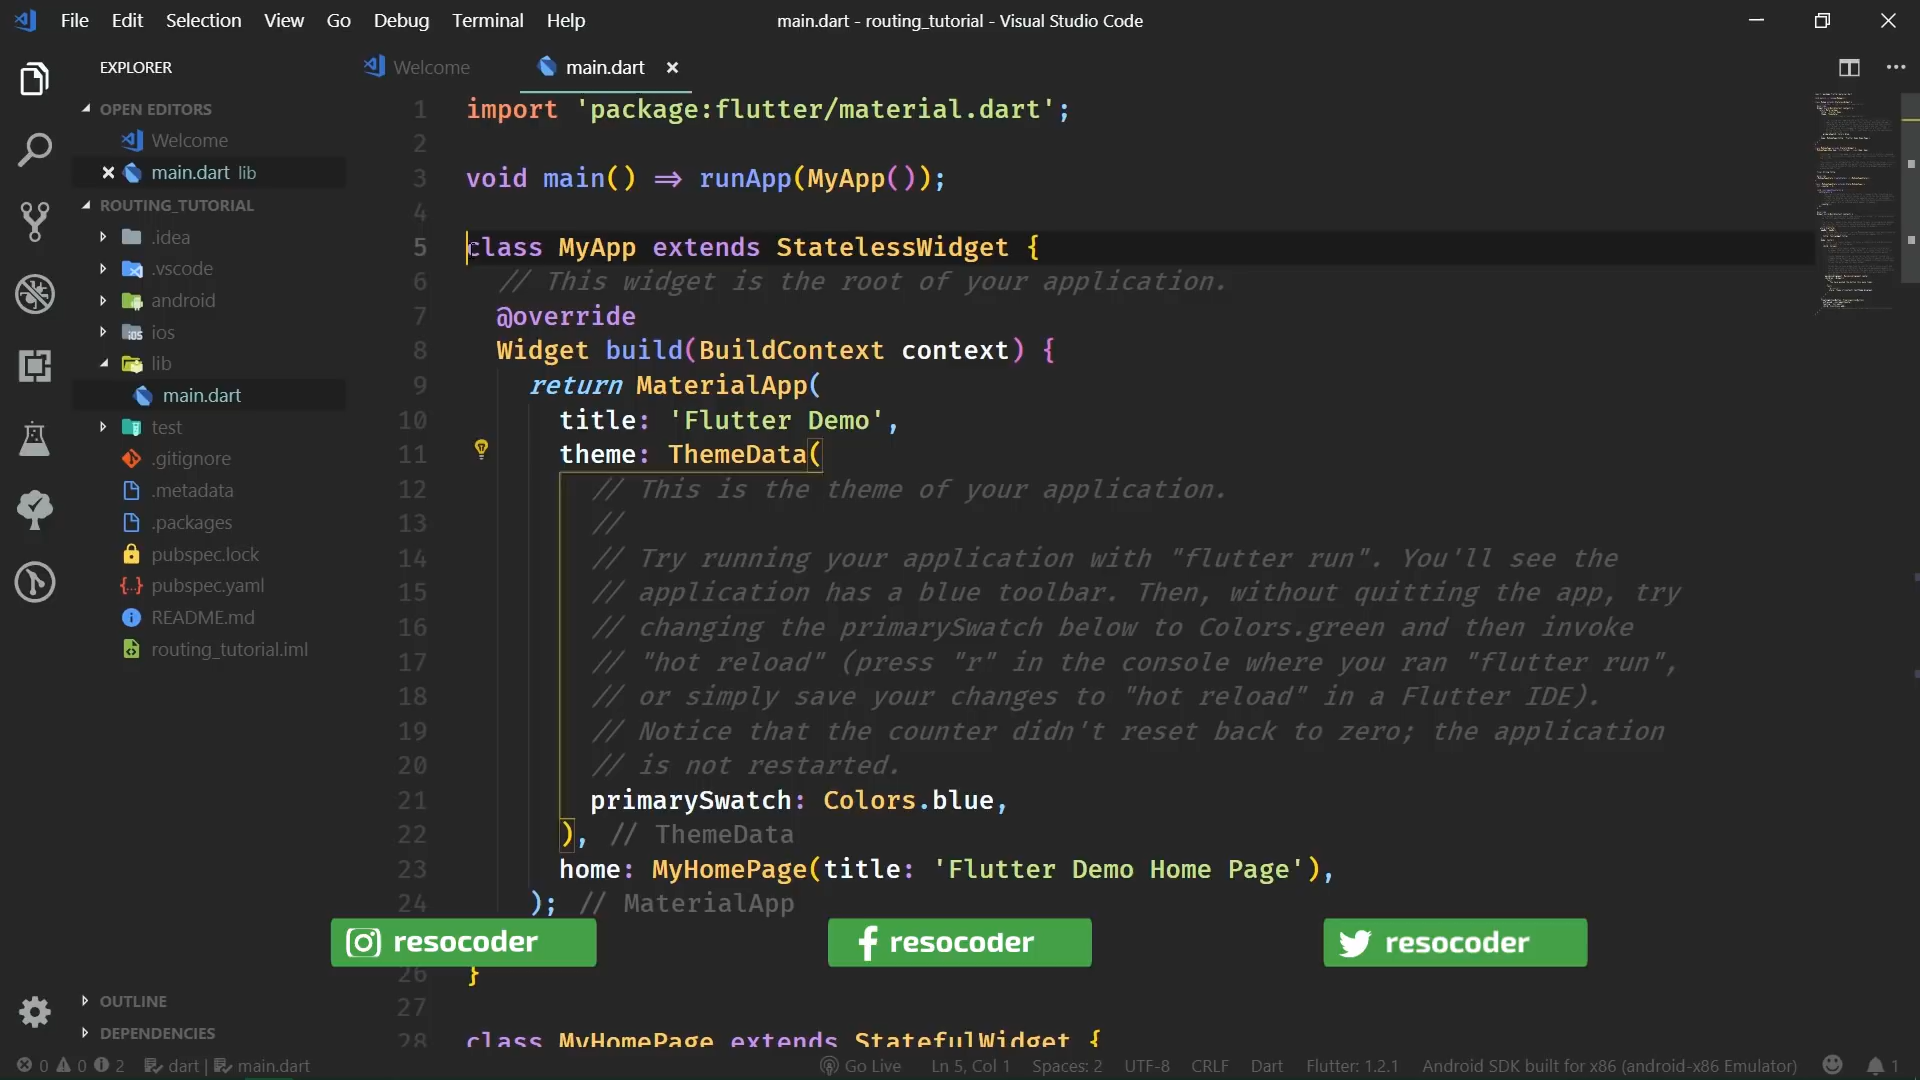 File Edit Selection View Go Debug Terminal Help
main.dart - routing_tutorial - Visual Studio Code
EXPLORER
OPEN EDITORS
Welcome
main.dart lib
ROUTING_TUTORIAL
.idea
.vscode
android
ios
lib
main.dart
test
.gitignore
.metadata
.packages
pubspec.lock
pubspec.yaml
README.md
routing_tutorial.iml
OUTLINE
DEPENDENCIES
Welcome
main.dart
1 import 'package:flutter/material.dart';
2
3 void main() => runApp(MyApp());
4
5 class MyApp extends StatelessWidget {
6 // This widget is the root of your application.
7 @override
8 Widget build(BuildContext context) {
9 return MaterialApp(
10 title: 'Flutter Demo',
11 theme: ThemeData(
12 // This is the theme of your application.
13 //
14 // Try running your application with "flutter run". You'll see the
15 // application has a blue toolbar. Then, without quitting the app, try
16 // changing the primarySwatch below to Colors.green and then invoke
17 // "hot reload" (press "r" in the console where you ran "flutter run",
18 // or simply save your changes to "hot reload" in a Flutter IDE).
19 // Notice that the counter didn't reset back to zero; the application
20 // is not restarted.
21 primarySwatch: Colors.blue,
22 ), // ThemeData
23 home: MyHomePage(title: 'Flutter Demo Home Page'),
24 ); // MaterialApp
resocoder
resocoder
resocoder
26 }
27
28 class MyHomePage extends StatefulWidget {
0 0 2 dart | main.dart
Go Live Ln 5, Col 1 Spaces: 2 UTF-8 CRLF Dart Flutter: 1.2.1 Android SDK built for x86 (android-x86 Emulator) 1